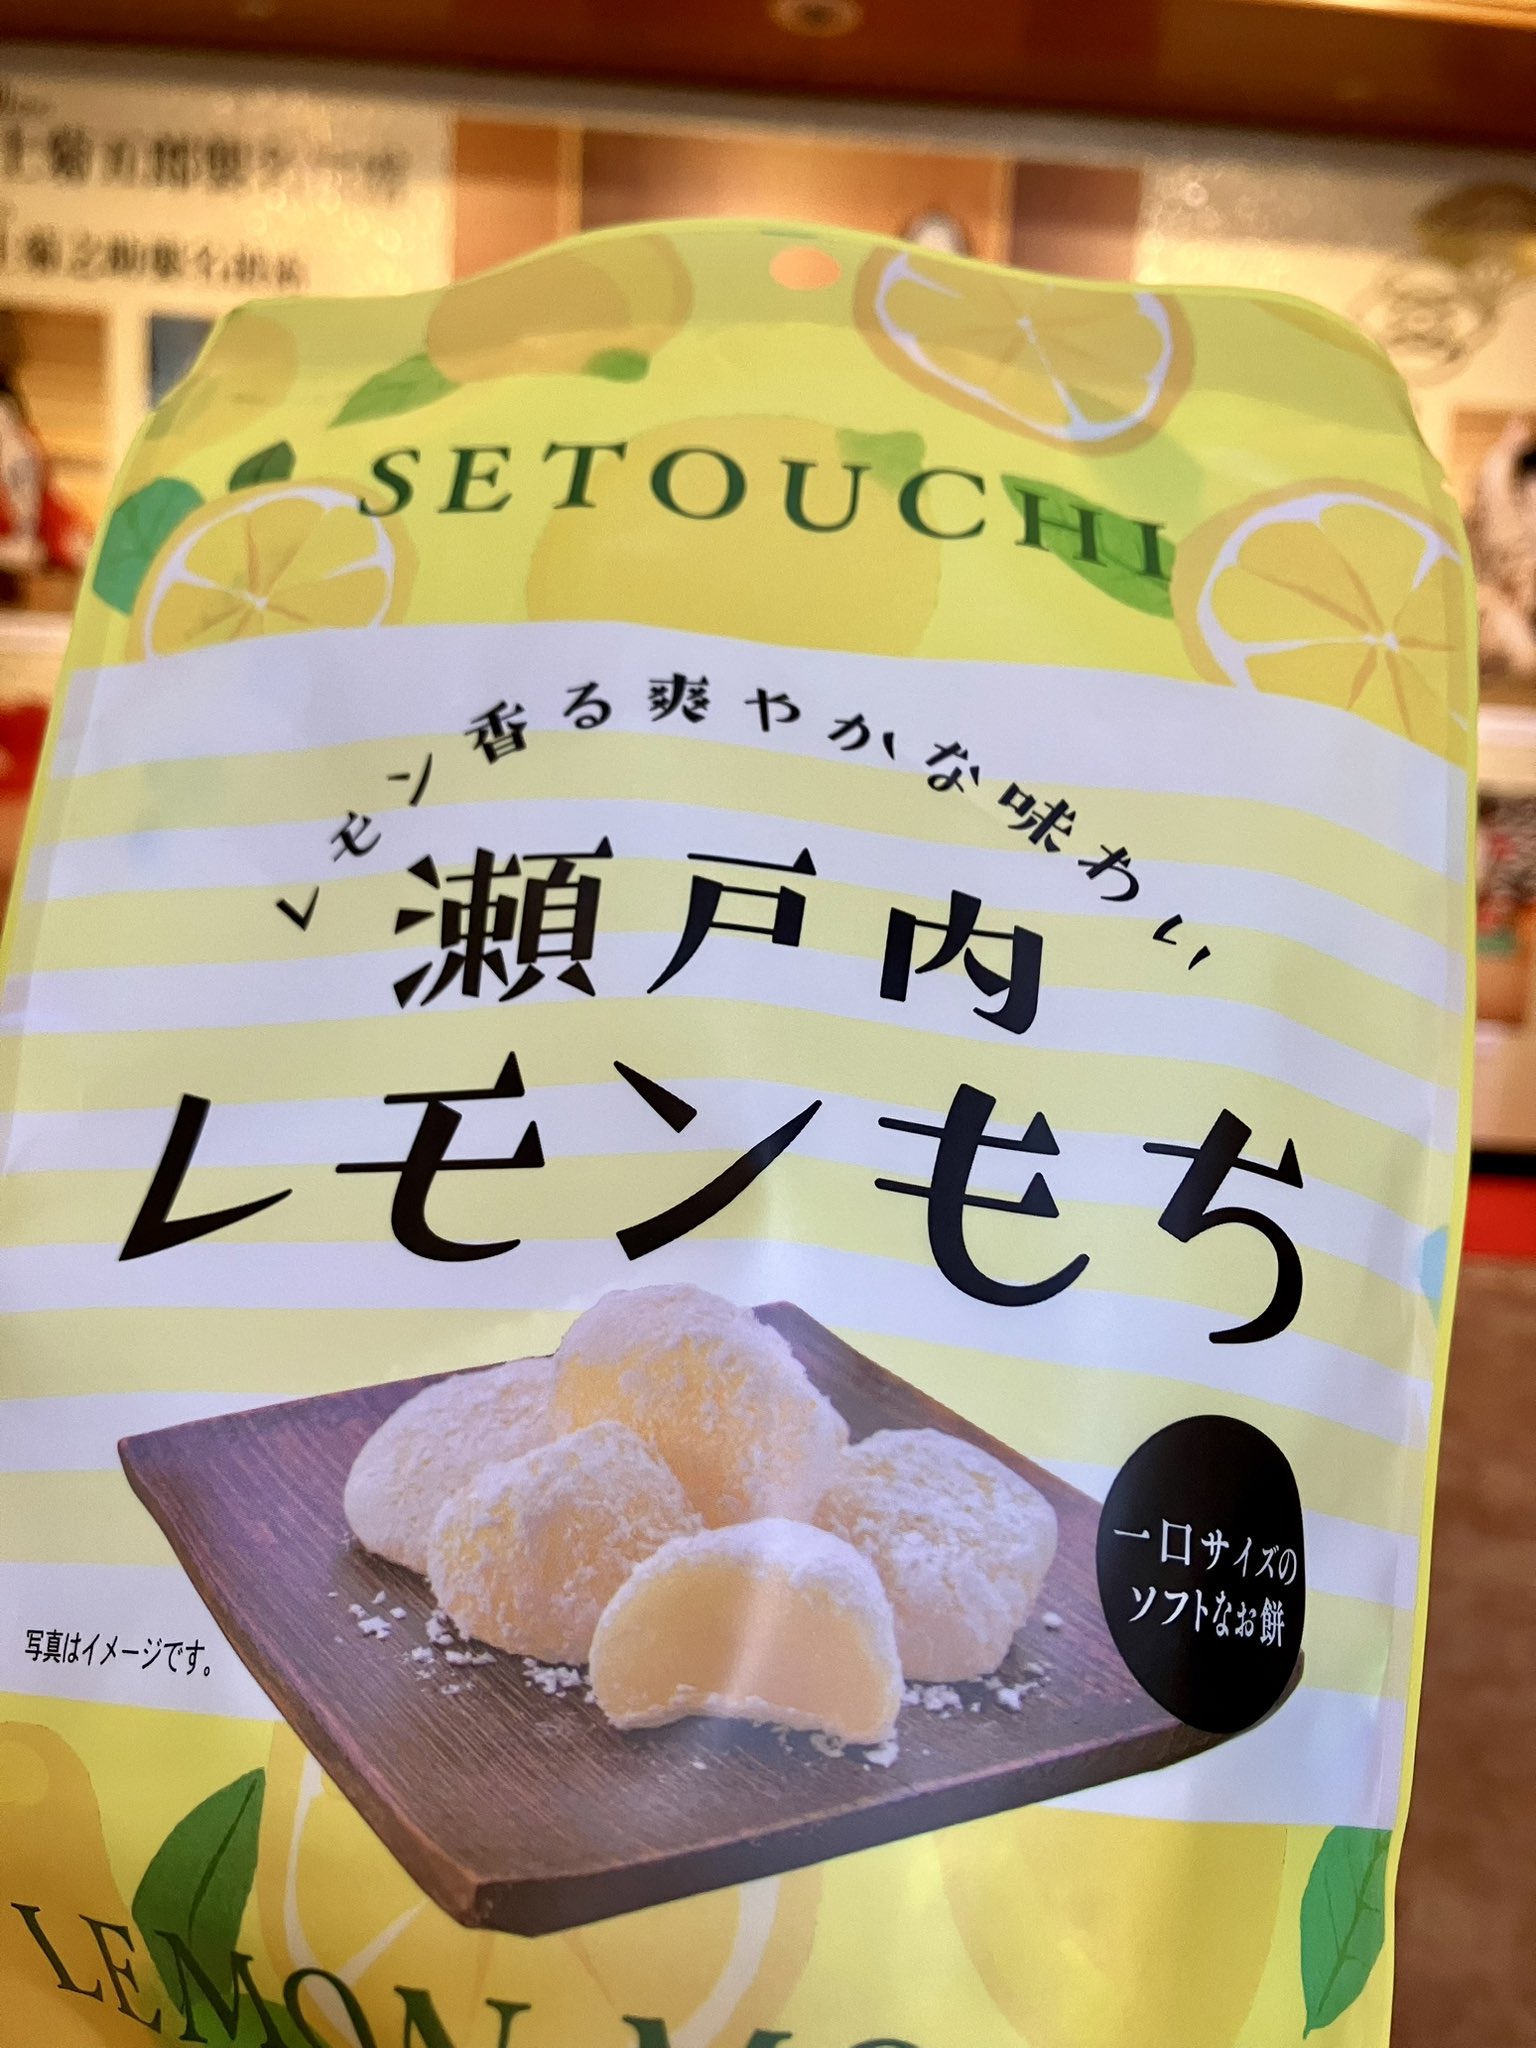 SETOUCHI
レモン香る爽やかな味わい
瀬戸内
レモンもち
一口サイズの
ソフトなお餅
写真はイメージです。
LEMON